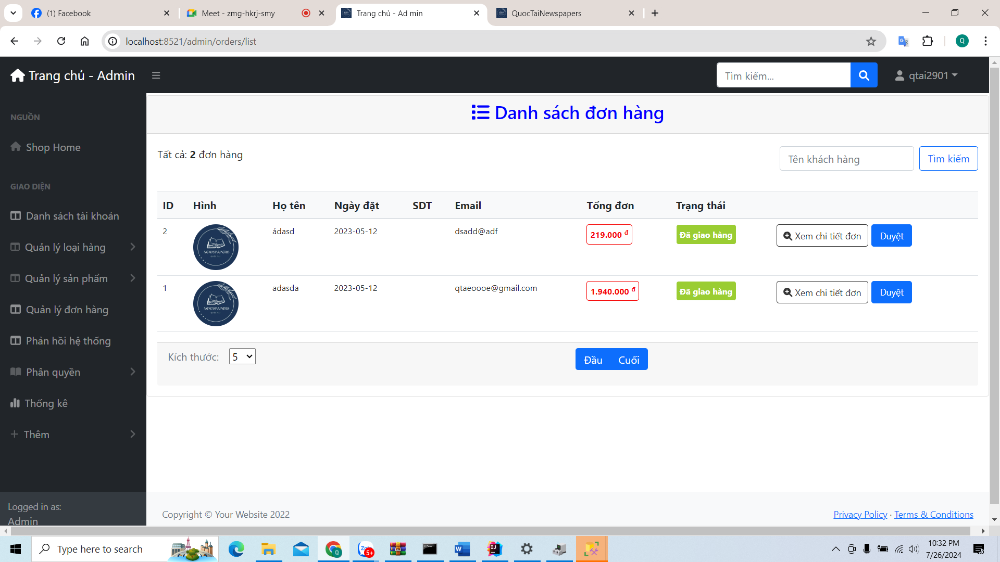 (1) Facebook
Meet - zmg-hkrj-smy
Trang chủ - Ad min
QuocTaiNewspapers
localhost:8521/admin/orders/list
Q
Trang chủ - Admin
Tìm kiếm...
qtai2901
NGUỒN
Shop Home
GIAO DIỆN
Danh sách tài khoản
Quản lý loại hàng
Quản lý sản phẩm
Quản lý đơn hàng
Phản hồi hệ thống
Phân quyền
Thống kê
Thêm
Logged in as:
Admin
Danh sách đơn hàng
Tất cả: 2 đơn hàng
Tên khách hàng
Tìm kiếm
ID Hình Họ tên Ngày đặt SDT Email Tổng đơn Trạng thái
2 NEWSPAPERS ádasd 2023-05-12 dsadd@adf 219.000 đ Đã giao hàng Xem chi tiết đơn Duyệt
1 NEWSPAPERS adasda 2023-05-12 qtaeoooe@gmail.com 1.940.000 đ Đã giao hàng Xem chi tiết đơn Duyệt
Kích thước: 5
Đầu Cuối
Copyright © Your Website 2022
Privacy Policy · Terms & Conditions
Type here to search
5+
10:32 PM
7/26/2024